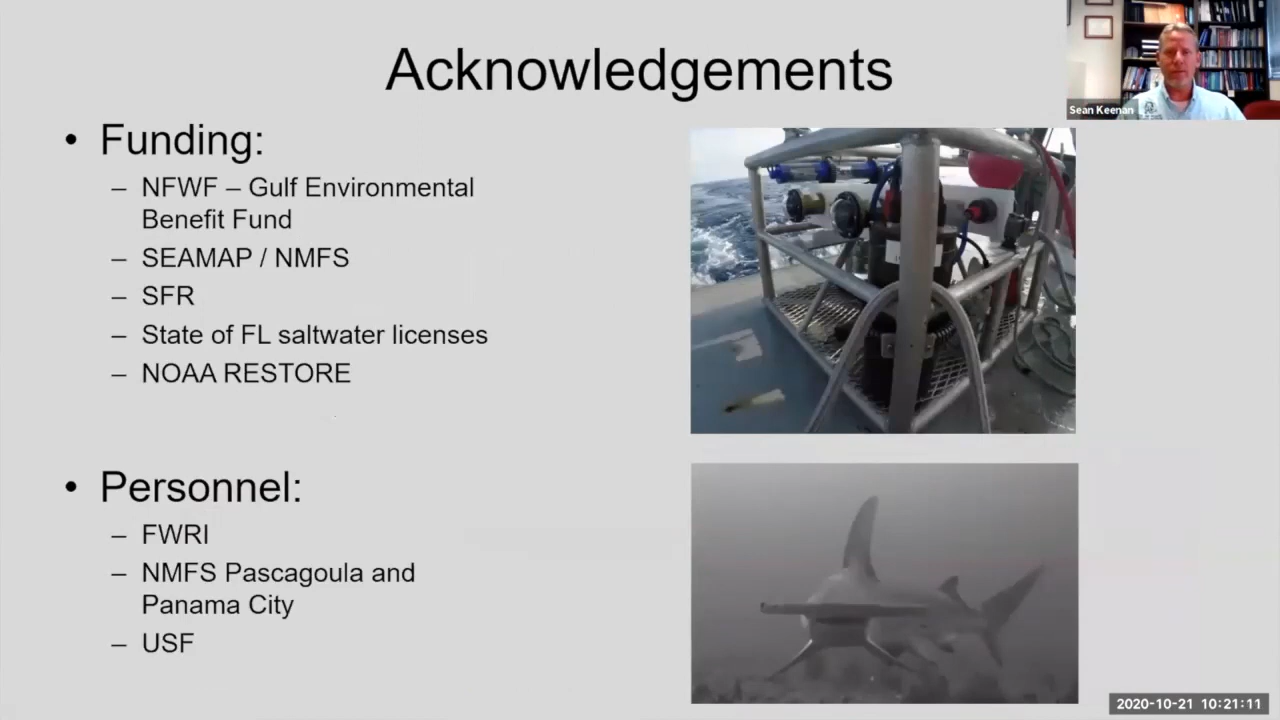 Acknowledgements
Sean Keenan
• Funding:
– NFWF – Gulf Environmental
Benefit Fund
– SEAMAP / NMFS
– SFR
– State of FL saltwater licenses
– NOAA RESTORE
• Personnel:
– FWRI
– NMFS Pascagoula and
Panama City
– USF
2020-10-21 10:21:11